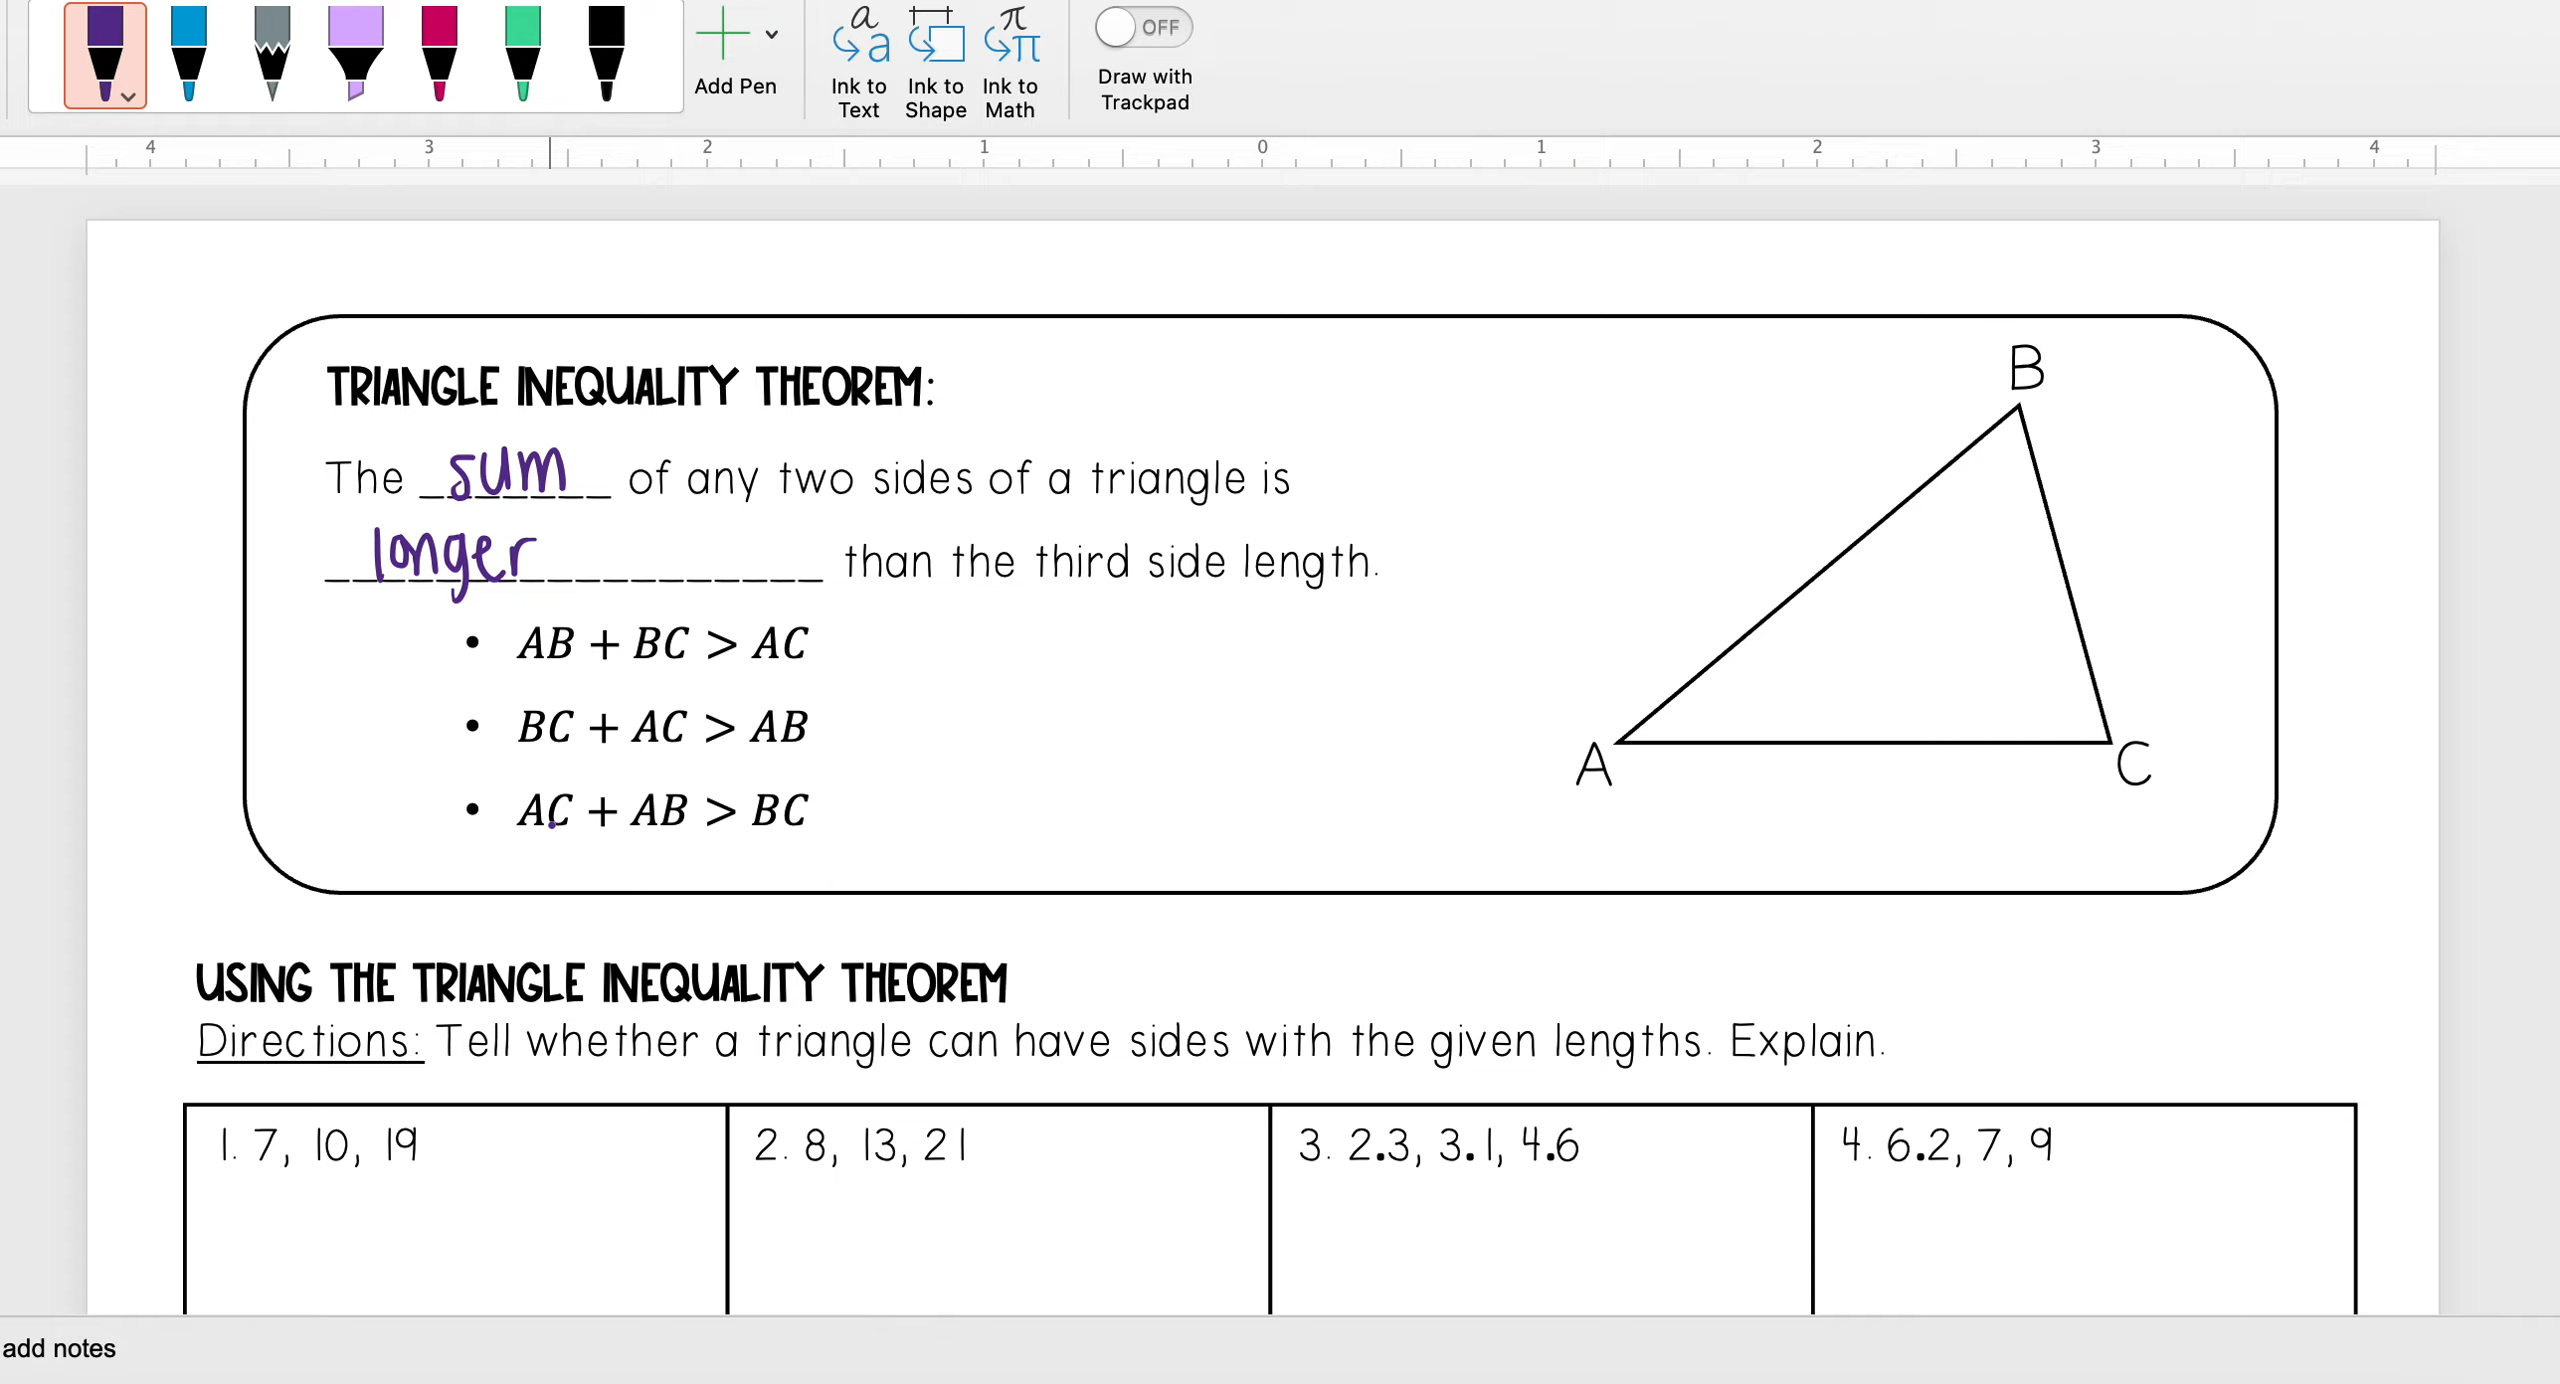 a a
π π
OFF
Add Pen
Ink to Text
Ink to Shape
Ink to Math
Draw with Trackpad
4 3 2 1 0 1 2 3 4
TRIANGLE INEQUALITY THEOREM:
The sum of any two sides of a triangle is
longer than the third side length.
• AB + BC > AC
• BC + AC > AB
• AC + AB > BC
B
A
C
USING THE TRIANGLE INEQUALITY THEOREM
Directions: Tell whether a triangle can have sides with the given lengths. Explain.
1. 7, 10, 19
2. 8, 13, 21
3. 2.3, 3.1, 4.6
4. 6.2, 7, 9
add notes